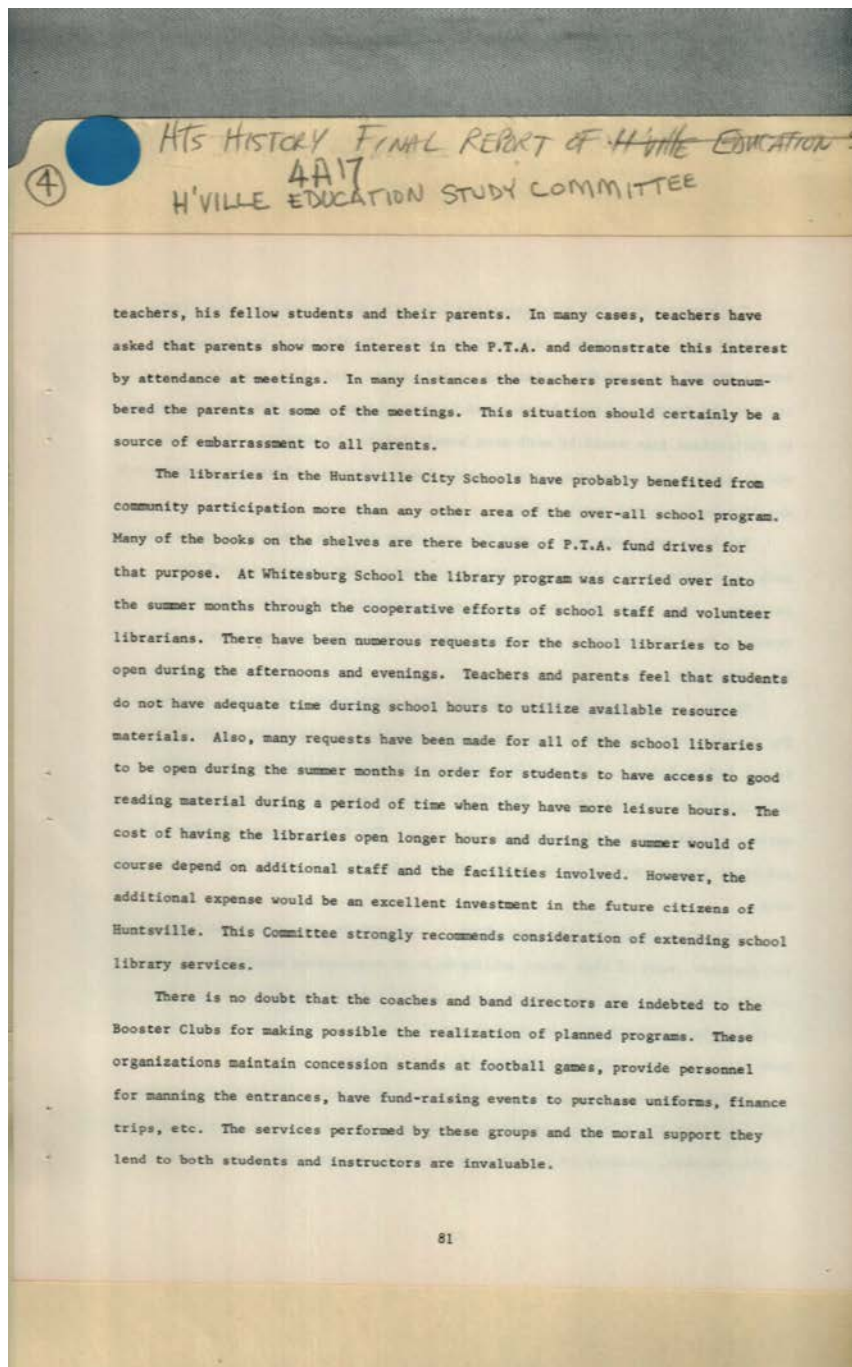 HTS HISTORY FINAL REPORT OF H'VILLE EDUCATION
4A17
④
H'VILLE EDUCATION STUDY COMMITTEE
teachers, his fellow students and their parents. In many cases, teachers have
asked that parents show more interest in the P.T.A. and demonstrate this interest
by attendance at meetings. In many instances the teachers present have outnum-
bered the parents at some of the meetings. This situation should certainly be a
source of embarrassment to all parents.
The libraries in the Huntsville City Schools have probably benefited from
community participation more than any other area of the over-all school program.
Many of the books on the shelves are there because of P.T.A. fund drives for
that purpose. At Whitesburg School the library program was carried over into
the summer months through the cooperative efforts of school staff and volunteer
librarians. There have been numerous requests for the school libraries to be
open during the afternoons and evenings. Teachers and parents feel that students
do not have adequate time during school hours to utilize available resource
materials. Also, many requests have been made for all of the school libraries
to be open during the summer months in order for students to have access to good
reading material during a period of time when they have more leisure hours. The
cost of having the libraries open longer hours and during the summer would of
course depend on additional staff and the facilities involved. However, the
additional expense would be an excellent investment in the future citizens of
Huntsville. This Committee strongly recommends consideration of extending school
library services.
There is no doubt that the coaches and band directors are indebted to the
Booster Clubs for making possible the realization of planned programs. These
organizations maintain concession stands at football games, provide personnel
for manning the entrances, have fund-raising events to purchase uniforms, finance
trips, etc. The services performed by these groups and the moral support they
lend to both students and instructors are invaluable.
81